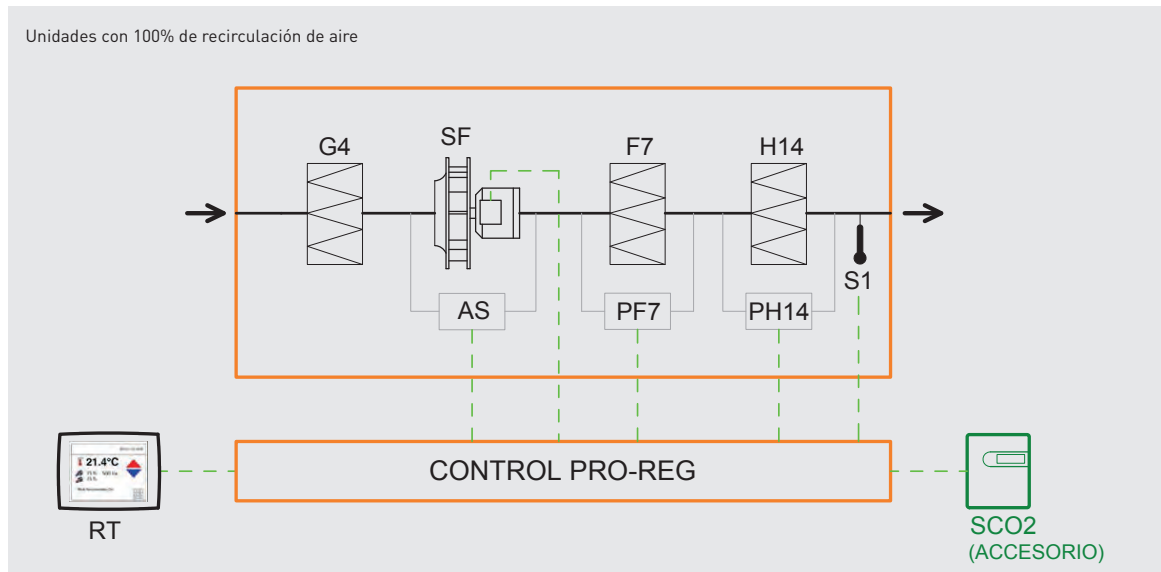 Unidades con 100% de recirculación de aire
G4
SF
F7
H14
S1
AS
PF7
PH14
21.4°C
CONTROL PRO-REG
RT
SCO2
(ACCESORIO)